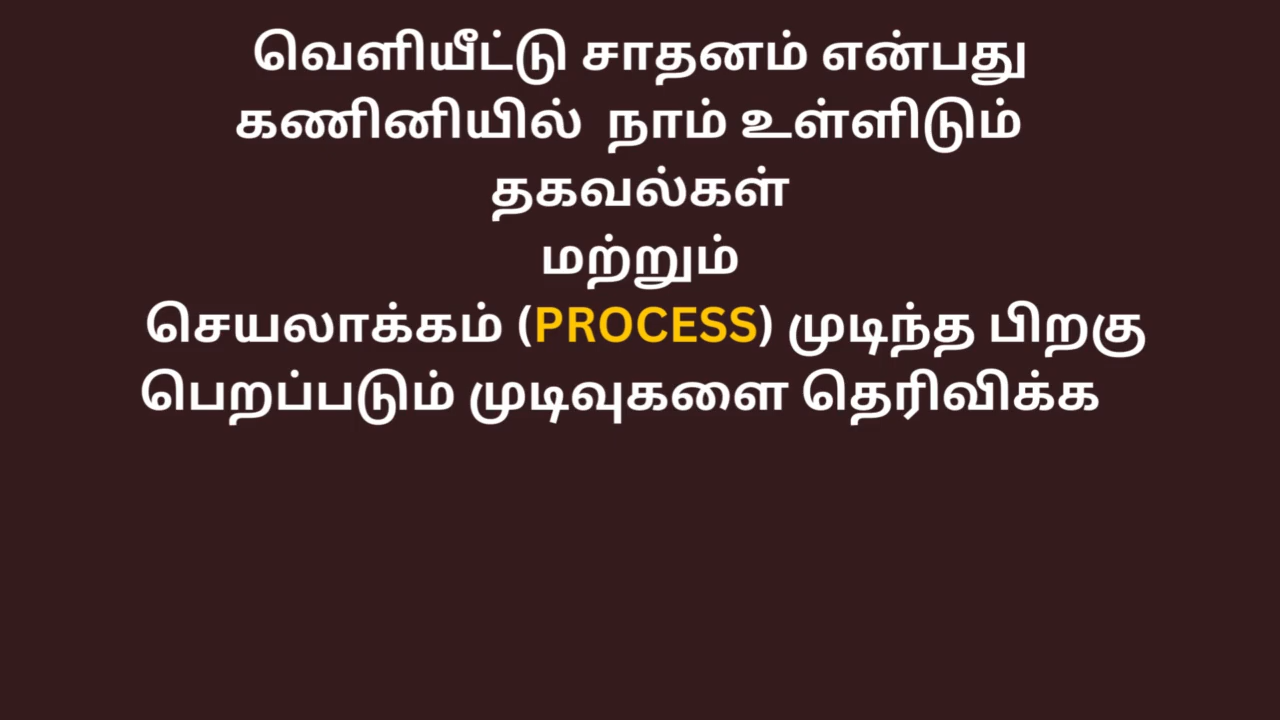 வெளியீட்டு சாதனம் என்பது
கணினியில் நாம் உள்ளிடும்
தகவல்கள்
மற்றும்
செயலாக்கம் (PROCESS) முடிந்த பிறகு
பெறப்படும் முடிவுகளை தெரிவிக்க